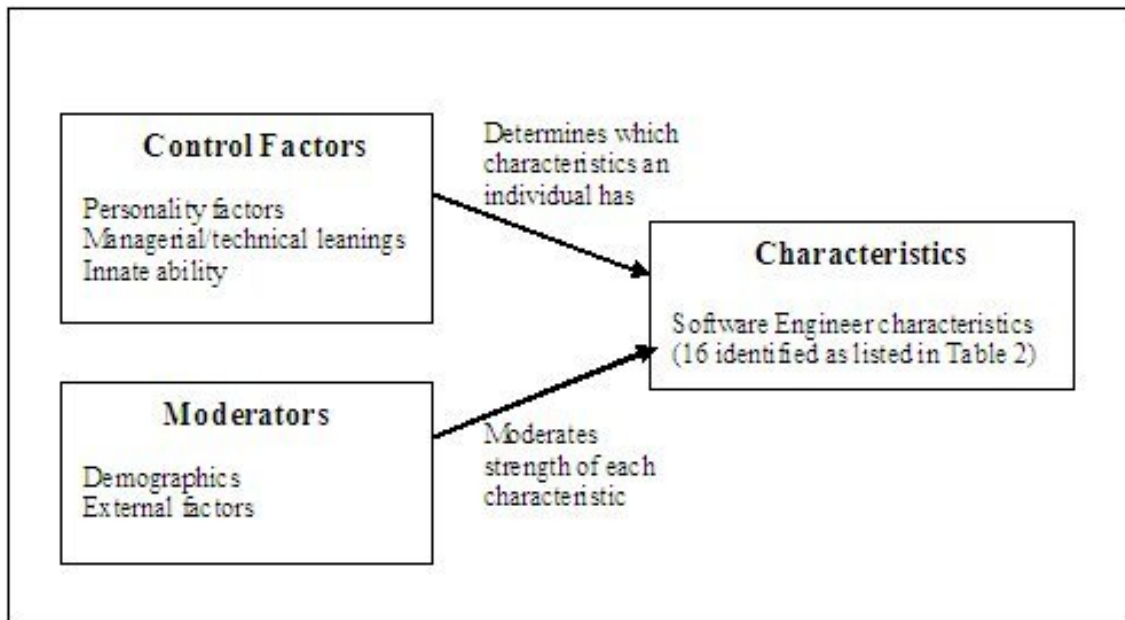 Control Factors
Personality factors
Managerial/technical leanings
Innate ability
Determines which
characteristics an
individual has
Characteristics
Software Engineer characteristics
(16 identified as listed in Table 2)
Moderators
Demographics
External factors
Moderates
strength of each
characteristic